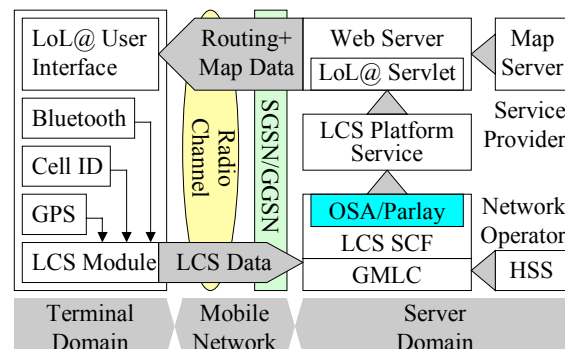 LoL@ User
Interface
Routing+
Map Data
Web Server
LoL@ Servlet
Map
Server
Bluetooth
Cell ID
GPS
LCS Module
Radio
Channel
SGSN/GGSN
LCS Platform
Service
Service
Provider
OSA/Parlay
LCS SCF
GMLC
Network
Operator
HSS
LCS Data
Terminal
Domain
Mobile
Network
Server
Domain